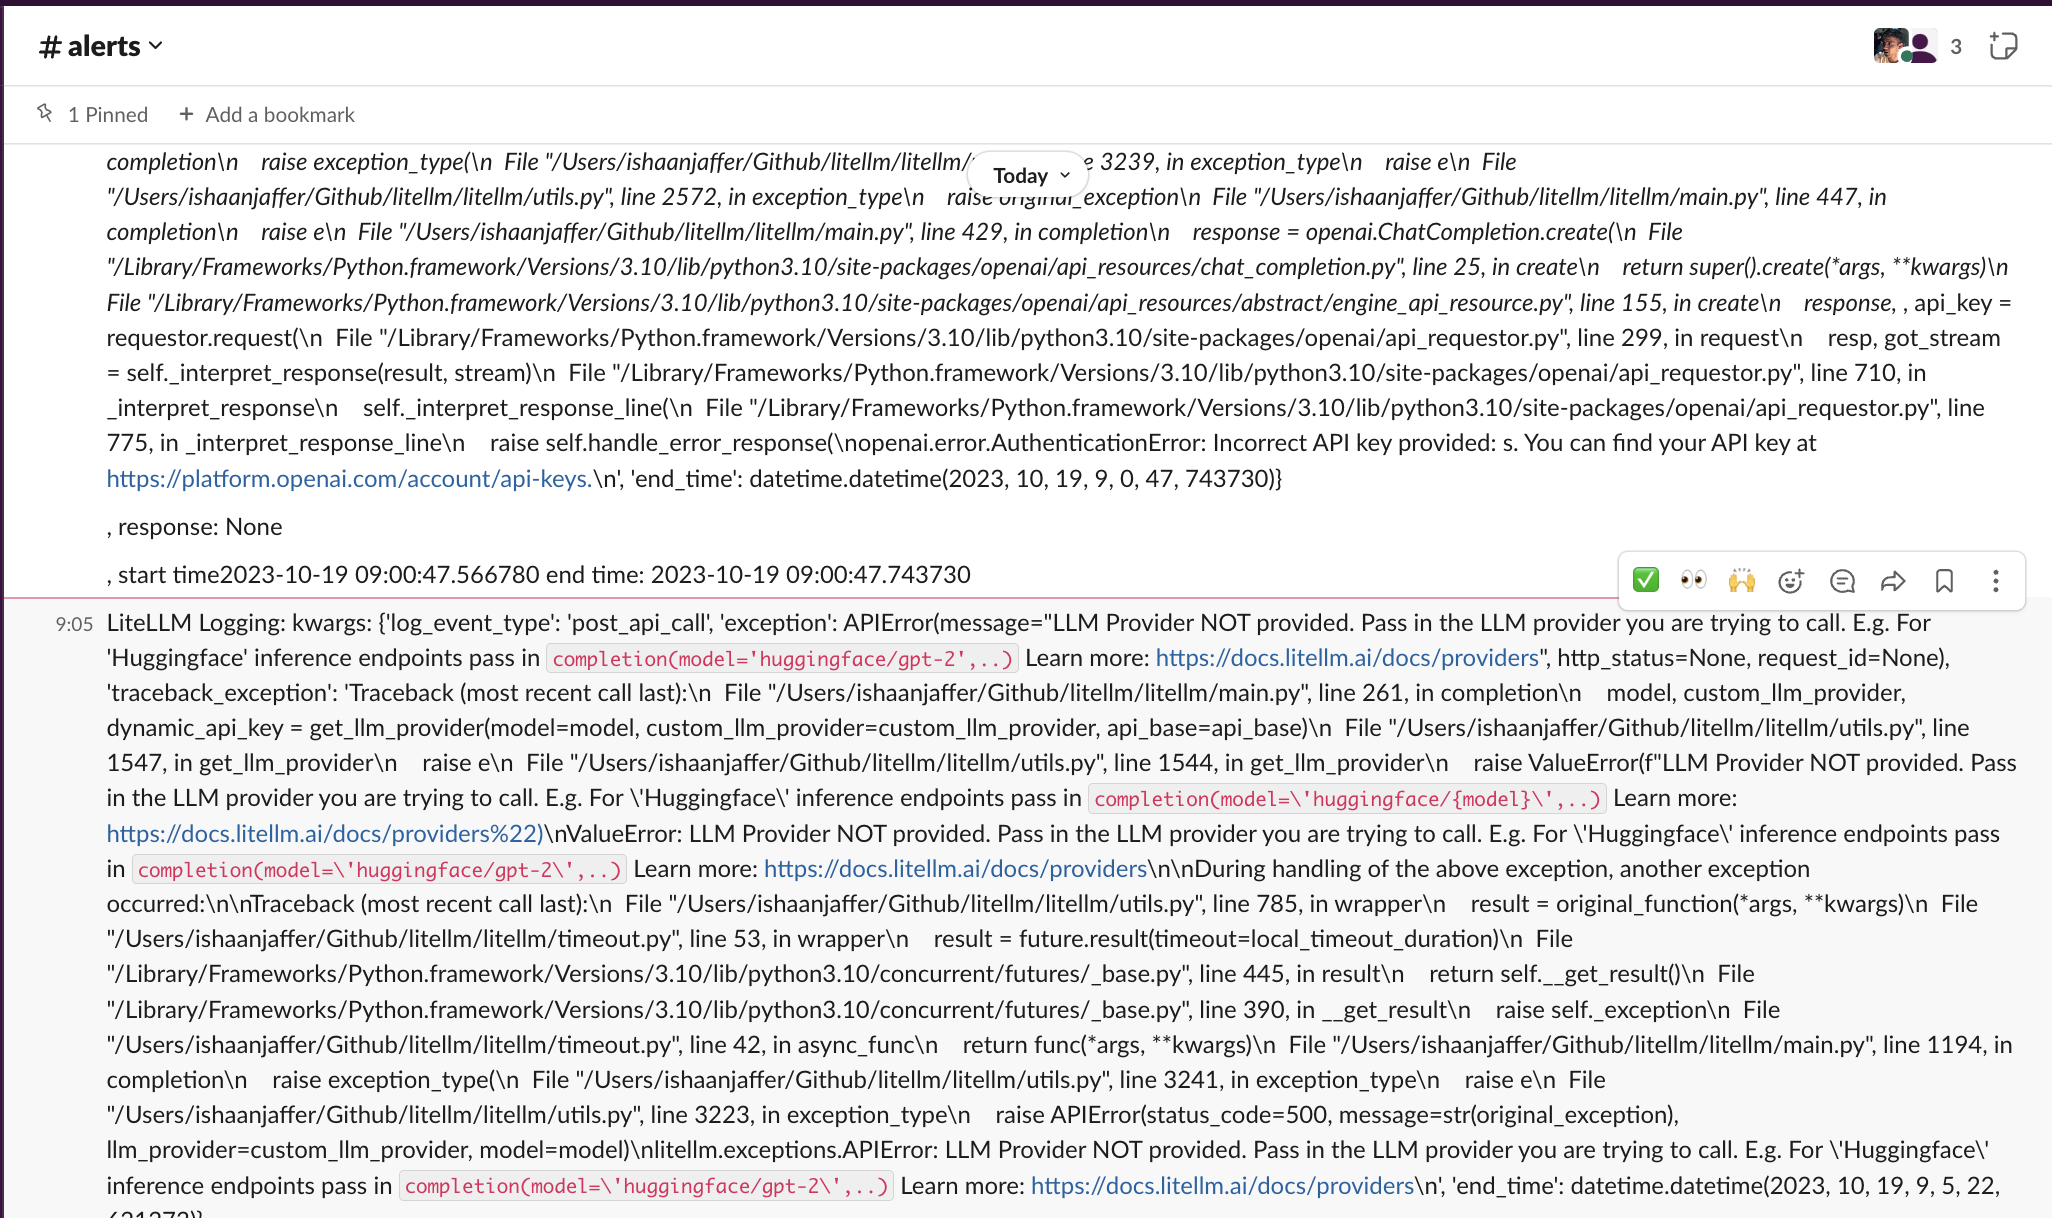 # alerts
3
1 Pinned + Add a bookmark
Today
completion\n    raise exception_type(\n  File "/Users/ishaanjaffer/Github/litellm/litellm/ 3239, in exception_type\n    raise e\n  File
"/Users/ishaanjaffer/Github/litellm/litellm/utils.py", line 2572, in exception_type\n    raise original_exception\n  File "/Users/ishaanjaffer/Github/litellm/litellm/main.py", line 447, in
completion\n    raise e\n  File "/Users/ishaanjaffer/Github/litellm/litellm/main.py", line 429, in completion\n    response = openai.ChatCompletion.create(\n  File
"/Library/Frameworks/Python.framework/Versions/3.10/lib/python3.10/site-packages/openai/api_resources/chat_completion.py", line 25, in create\n    return super().create(*args, **kwargs)\n
File "/Library/Frameworks/Python.framework/Versions/3.10/lib/python3.10/site-packages/openai/api_resources/abstract/engine_api_resource.py", line 155, in create\n    response, , api_key =
requestor.request(\n  File "/Library/Frameworks/Python.framework/Versions/3.10/lib/python3.10/site-packages/openai/api_requestor.py", line 299, in request\n    resp, got_stream
= self._interpret_response(result, stream)\n  File "/Library/Frameworks/Python.framework/Versions/3.10/lib/python3.10/site-packages/openai/api_requestor.py", line 710, in
_interpret_response\n    self._interpret_response_line(\n  File "/Library/Frameworks/Python.framework/Versions/3.10/lib/python3.10/site-packages/openai/api_requestor.py", line
775, in _interpret_response_line\n    raise self.handle_error_response(\nopenai.error.AuthenticationError: Incorrect API key provided: s. You can find your API key at
https://platform.openai.com/account/api-keys.\n', 'end_time': datetime.datetime(2023, 10, 19, 9, 0, 47, 743730)}
, response: None
, start time2023-10-19 09:00:47.566780 end time: 2023-10-19 09:00:47.743730
9:05 LiteLLM Logging: kwargs: {'log_event_type': 'post_api_call', 'exception': APIError(message="LLM Provider NOT provided. Pass in the LLM provider you are trying to call. E.g. For
'Huggingface' inference endpoints pass in completion(model='huggingface/gpt-2',..) Learn more: https://docs.litellm.ai/docs/providers", http_status=None, request_id=None),
'traceback_exception': 'Traceback (most recent call last):\n  File "/Users/ishaanjaffer/Github/litellm/litellm/main.py", line 261, in completion\n    model, custom_llm_provider,
dynamic_api_key = get_llm_provider(model=model, custom_llm_provider=custom_llm_provider, api_base=api_base)\n  File "/Users/ishaanjaffer/Github/litellm/litellm/utils.py", line
1547, in get_llm_provider\n    raise e\n  File "/Users/ishaanjaffer/Github/litellm/litellm/utils.py", line 1544, in get_llm_provider\n    raise ValueError(f"LLM Provider NOT provided. Pass
in the LLM provider you are trying to call. E.g. For \'Huggingface\' inference endpoints pass in completion(model=\'huggingface/{model}\',..) Learn more:
https://docs.litellm.ai/docs/providers%22)\nValueError: LLM Provider NOT provided. Pass in the LLM provider you are trying to call. E.g. For \'Huggingface\' inference endpoints pass
in completion(model=\'huggingface/gpt-2\',..) Learn more: https://docs.litellm.ai/docs/providers\n\nDuring handling of the above exception, another exception
occurred:\n\nTraceback (most recent call last):\n  File "/Users/ishaanjaffer/Github/litellm/litellm/utils.py", line 785, in wrapper\n    result = original_function(*args, **kwargs)\n  File
"/Users/ishaanjaffer/Github/litellm/litellm/timeout.py", line 53, in wrapper\n    result = future.result(timeout=local_timeout_duration)\n  File
"/Library/Frameworks/Python.framework/Versions/3.10/lib/python3.10/concurrent/futures/_base.py", line 445, in result\n    return self.__get_result()\n  File
"/Library/Frameworks/Python.framework/Versions/3.10/lib/python3.10/concurrent/futures/_base.py", line 390, in __get_result\n    raise self._exception\n  File
"/Users/ishaanjaffer/Github/litellm/litellm/timeout.py", line 42, in async_func\n    return func(*args, **kwargs)\n  File "/Users/ishaanjaffer/Github/litellm/litellm/main.py", line 1194, in
completion\n    raise exception_type(\n  File "/Users/ishaanjaffer/Github/litellm/litellm/utils.py", line 3241, in exception_type\n    raise e\n  File
"/Users/ishaanjaffer/Github/litellm/litellm/utils.py", line 3223, in exception_type\n    raise APIError(status_code=500, message=str(original_exception),
llm_provider=custom_llm_provider, model=model)\nlitellm.exceptions.APIError: LLM Provider NOT provided. Pass in the LLM provider you are trying to call. E.g. For \'Huggingface\'
inference endpoints pass in completion(model=\'huggingface/gpt-2\',..) Learn more: https://docs.litellm.ai/docs/providers\n', 'end_time': datetime.datetime(2023, 10, 19, 9, 5, 22,